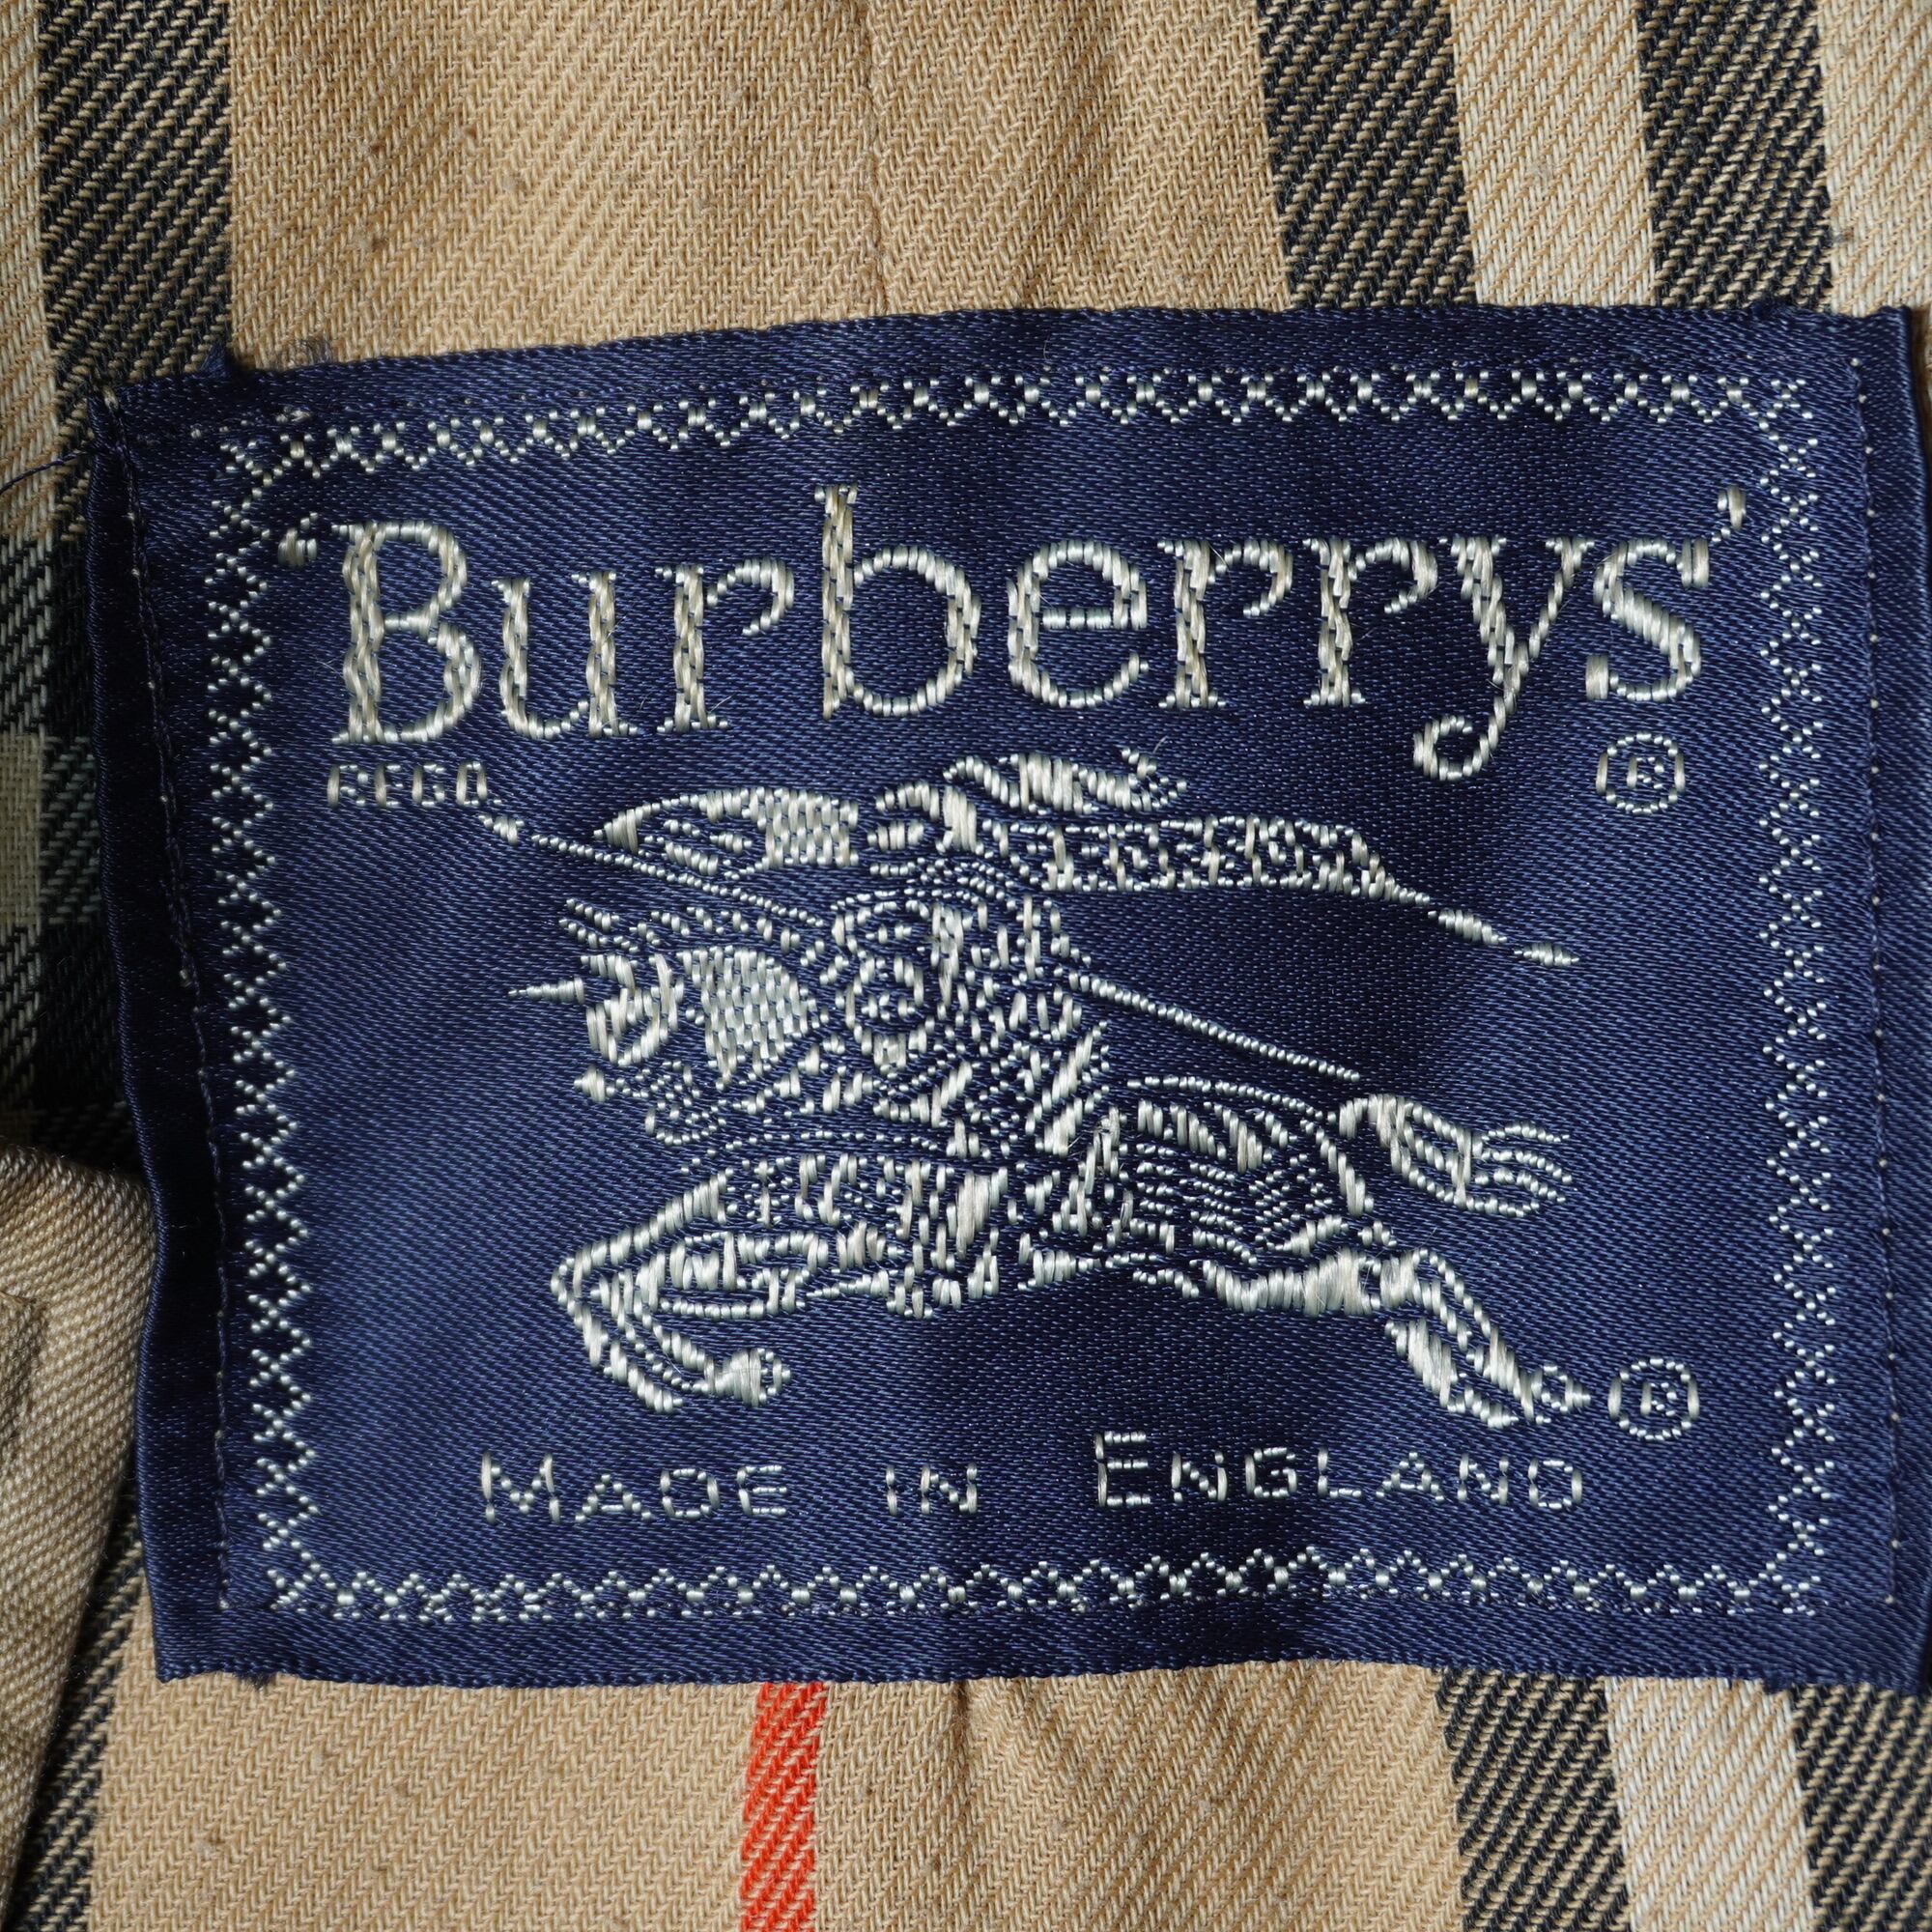 ‘Burberrys’
REGD. ®
®
MADE IN ENGLAND